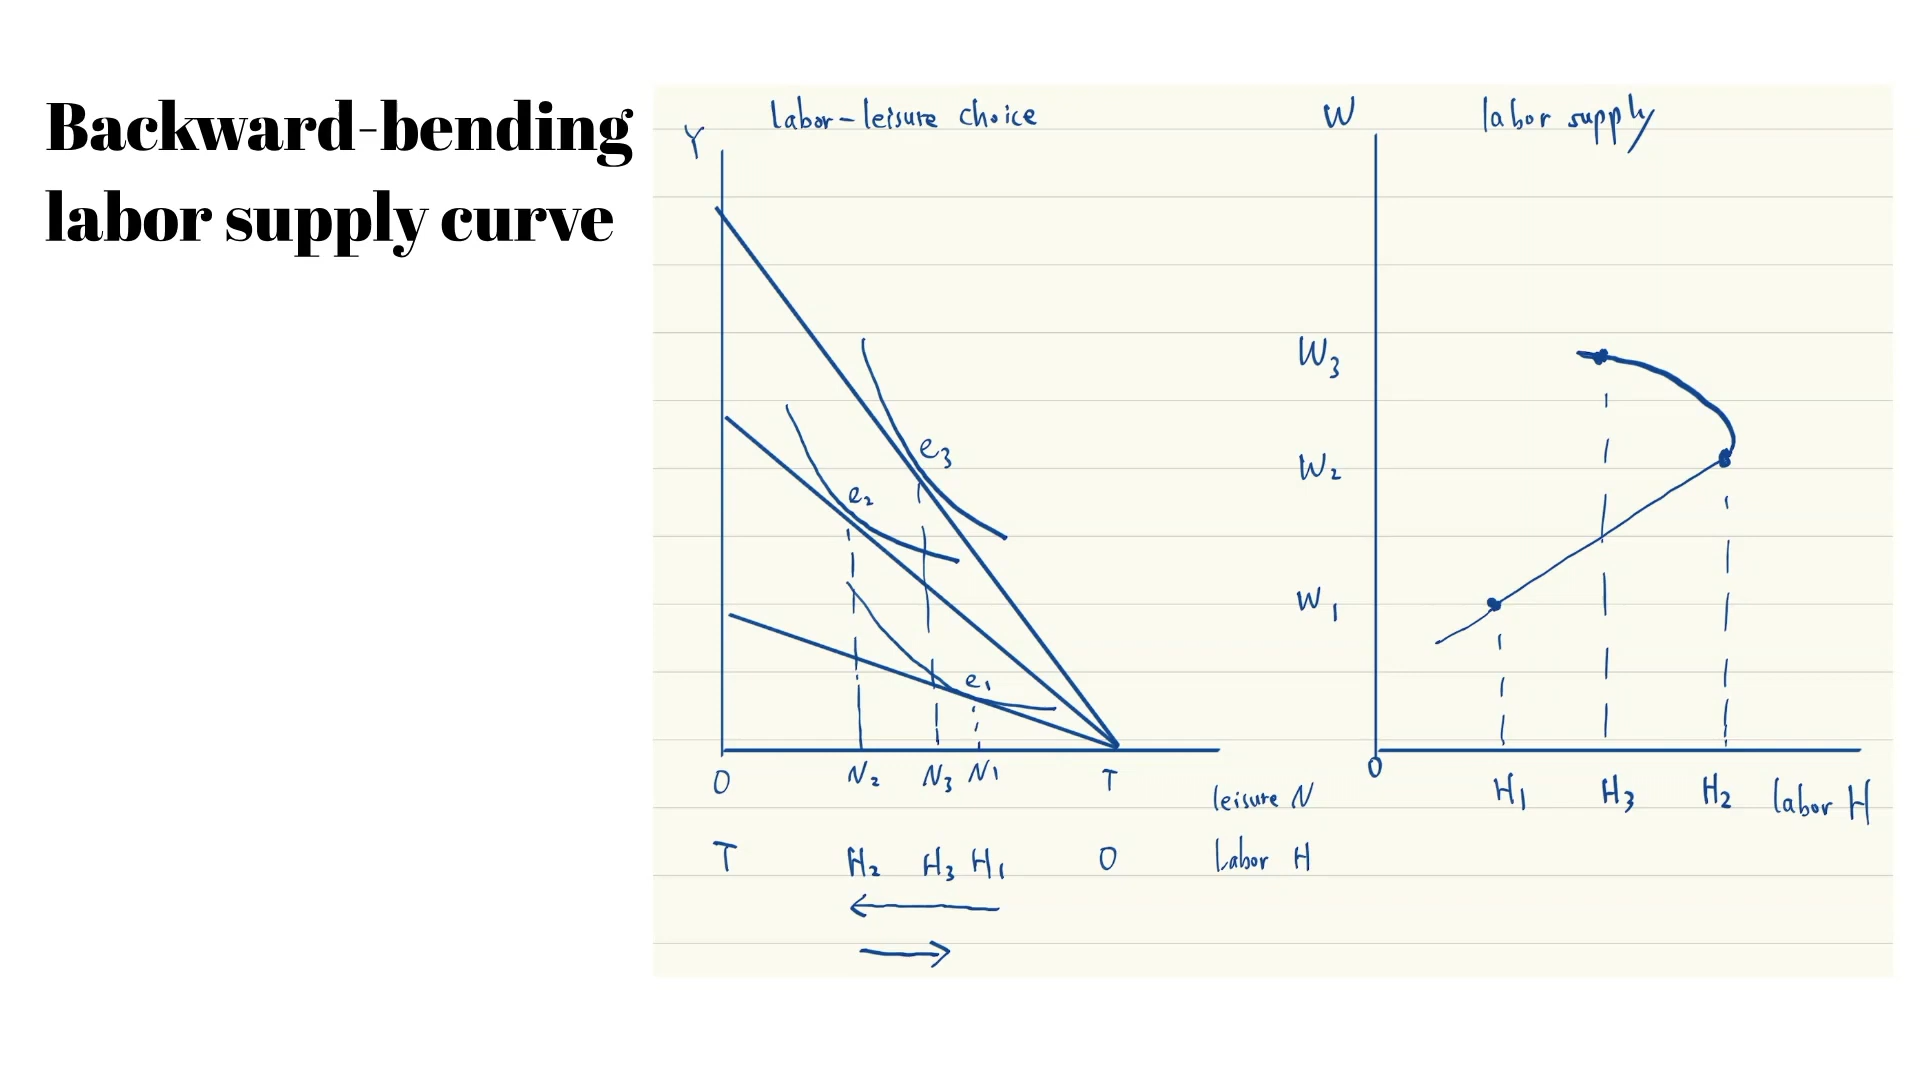 Backward-bending
labor supply curve
labor-leisure choice
Y
e3
e2
e1
O N2 N3 N1 T leisure N
T H2 H3 H1 O Labor H
labor supply
W
W3
W2
W1
O H1 H3 H2 labor H